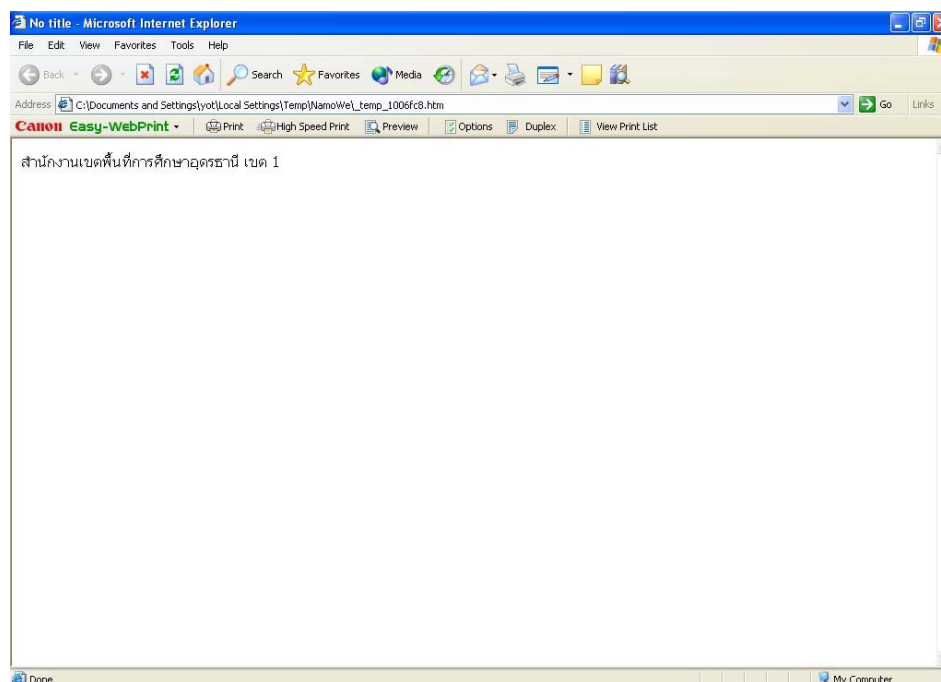 No title - Microsoft Internet Explorer
File Edit View Favorites Tools Help
Back Search Favorites Media
Address C:\Documents and Settings\yot\Local Settings\Temp\NamoWe\_temp_1006fc8.htm Go Links
Canon Easy-WebPrint Print High Speed Print Preview Options Duplex View Print List
สำนักงานเขตพื้นที่การศึกษาอุดรธานี เขต 1
Done My Computer